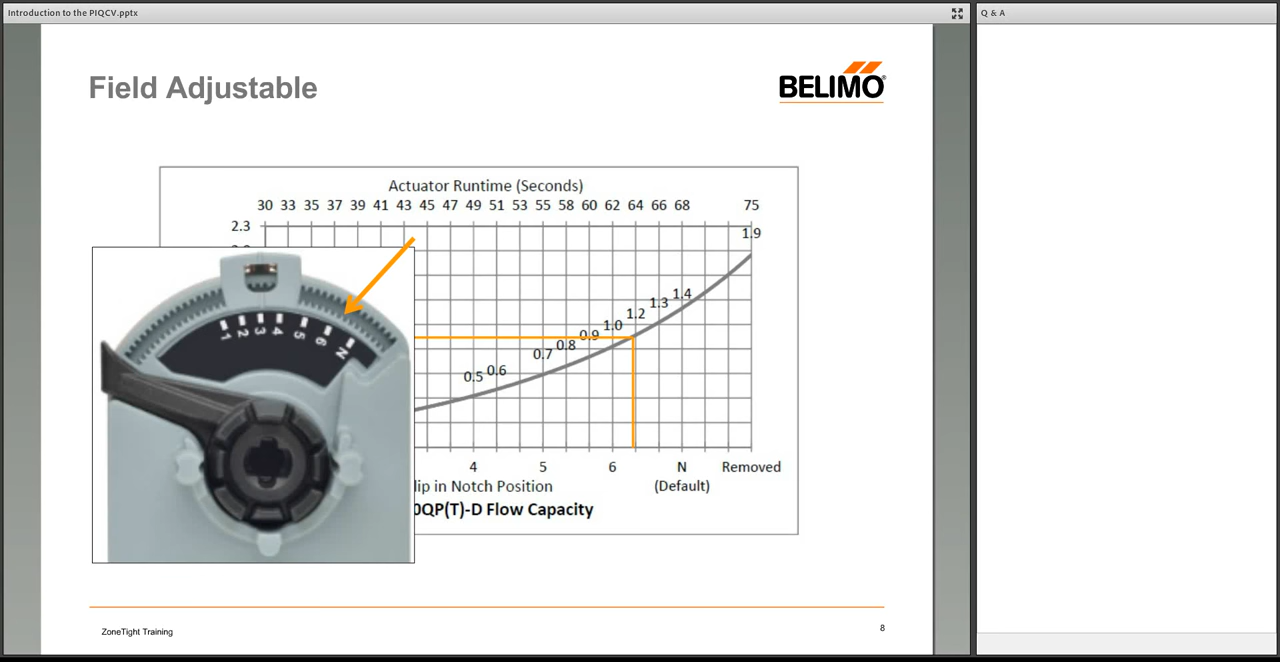 Introduction to the PIQCV.pptx
Q & A
Field Adjustable
BELIMO
Actuator Runtime (Seconds)
30 33 35 37 39 41 43 45 47 49 51 53 55 58 60 62 64 66 68 75
2.3
1.9
1.4
1.3
1.2
1.0
0.9
0.8
0.7
0.6
0.5
1 2 3 4 5 6 N
4 5 6 N Removed
lip in Notch Position (Default)
0QP(T)-D Flow Capacity
ZoneTight Training
8